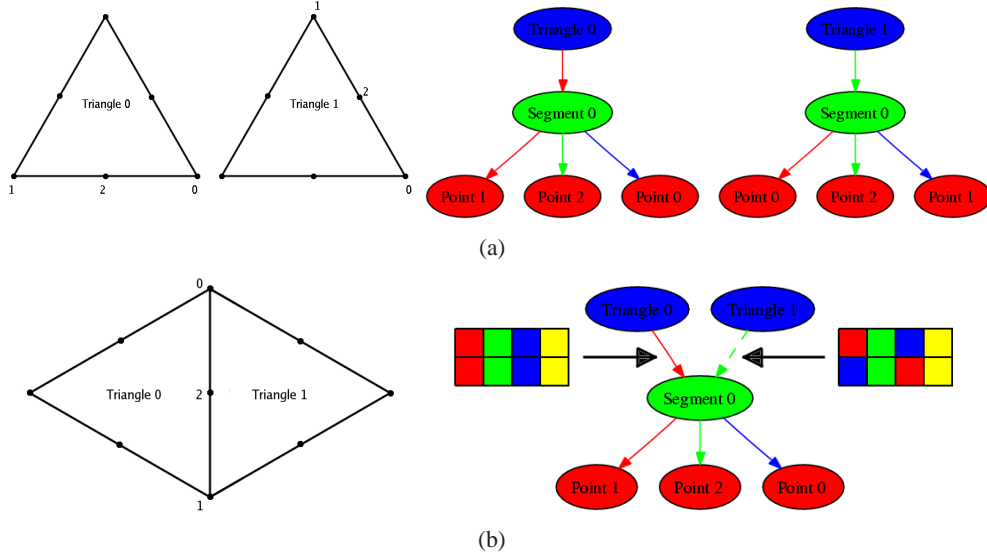 1
Triangle 0
Triangle 1
2
1
2
0
0
Triangle 0
Triangle 1
Segment 0
Segment 0
Point 1
Point 2
Point 0
Point 0
Point 2
Point 1
(a)
0
Triangle 0
2
Triangle 1
1
Triangle 0
Triangle 1
Segment 0
Point 1
Point 2
Point 0
(b)